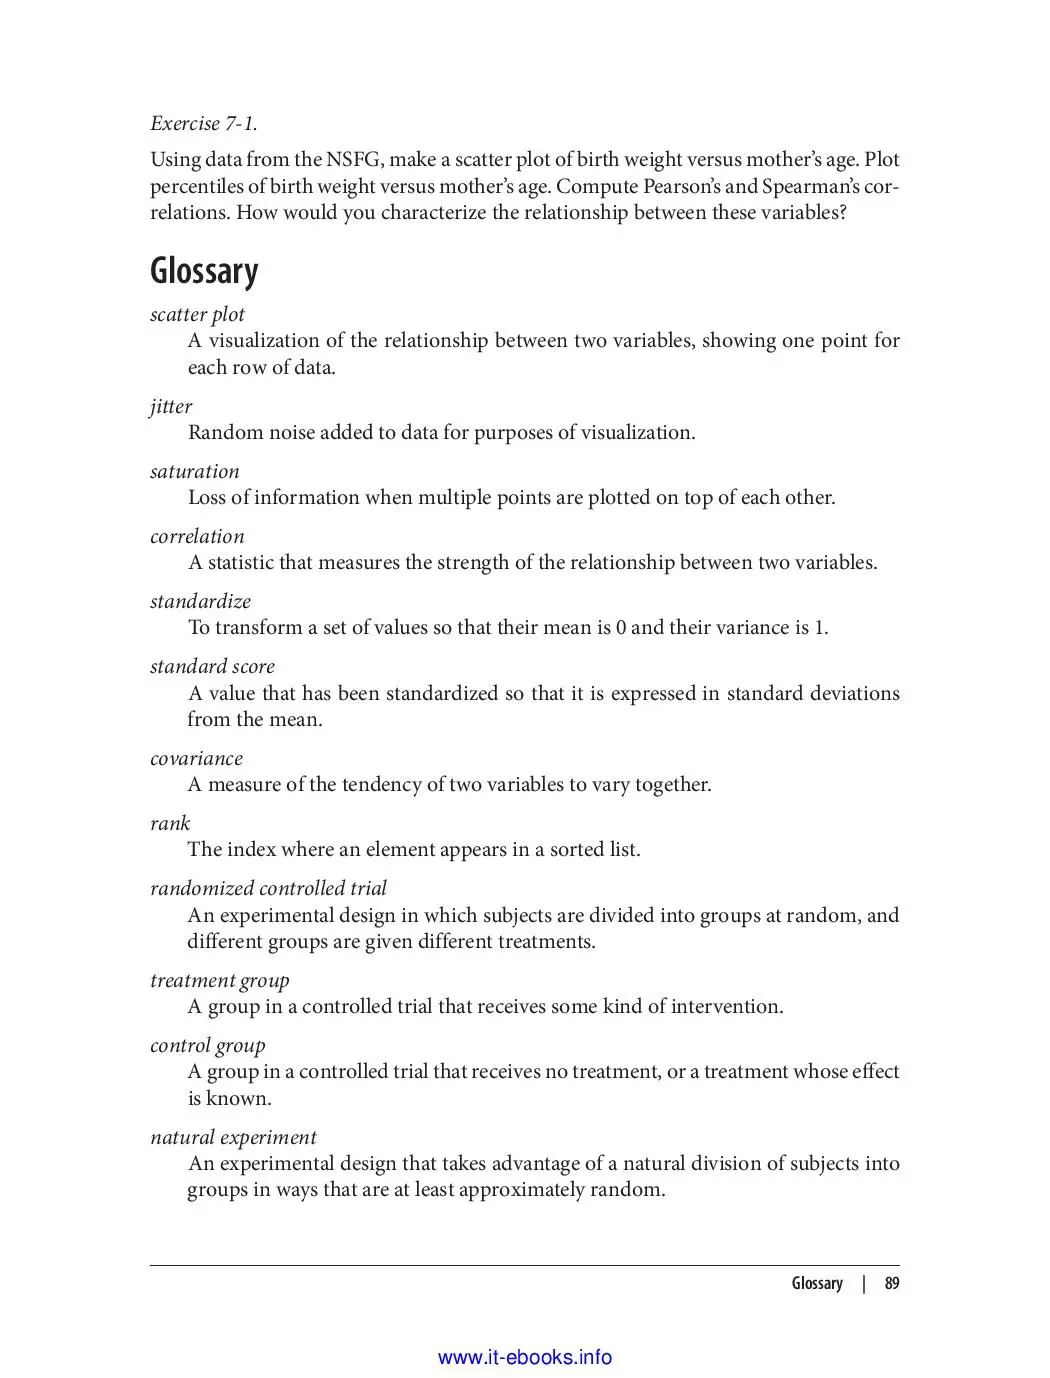 Exercise 7-1.
Using data from the NSFG, make a scatter plot of birth weight versus mother’s age. Plot
percentiles of birth weight versus mother’s age. Compute Pearson’s and Spearman’s cor-
relations. How would you characterize the relationship between these variables?
Glossary
scatter plot
A visualization of the relationship between two variables, showing one point for
each row of data.
jitter
Random noise added to data for purposes of visualization.
saturation
Loss of information when multiple points are plotted on top of each other.
correlation
A statistic that measures the strength of the relationship between two variables.
standardize
To transform a set of values so that their mean is 0 and their variance is 1.
standard score
A value that has been standardized so that it is expressed in standard deviations
from the mean.
covariance
A measure of the tendency of two variables to vary together.
rank
The index where an element appears in a sorted list.
randomized controlled trial
An experimental design in which subjects are divided into groups at random, and
different groups are given different treatments.
treatment group
A group in a controlled trial that receives some kind of intervention.
control group
A group in a controlled trial that receives no treatment, or a treatment whose effect
is known.
natural experiment
An experimental design that takes advantage of a natural division of subjects into
groups in ways that are at least approximately random.
Glossary | 89
www.it-ebooks.info